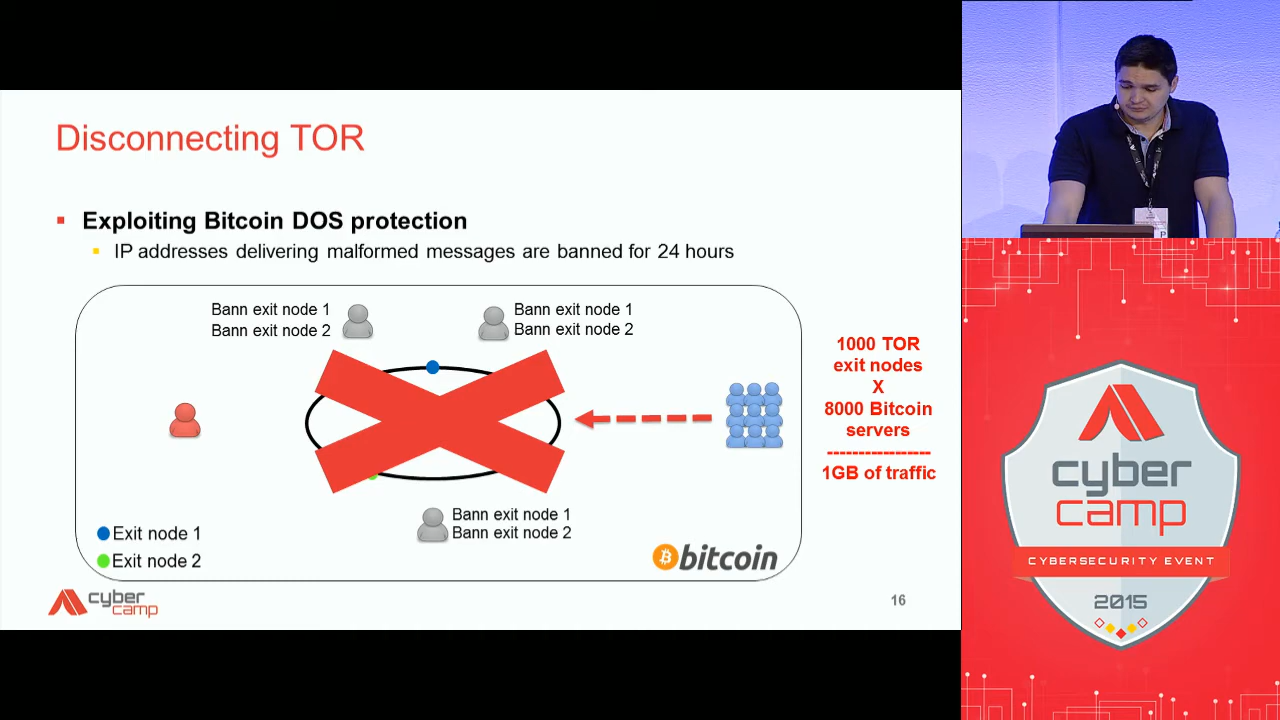 Disconnecting TOR
Exploiting Bitcoin DOS protection
IP addresses delivering malformed messages are banned for 24 hours
Bann exit node 1
Bann exit node 2
Bann exit node 1
Bann exit node 2
1000 TOR
exit nodes
X
8000 Bitcoin
servers
-----------------
1GB of traffic
Bann exit node 1
Bann exit node 2
Exit node 1
Exit node 2
bitcoin
cyber
camp
16
cyber
camp
CYBERSECURITY EVENT
2015